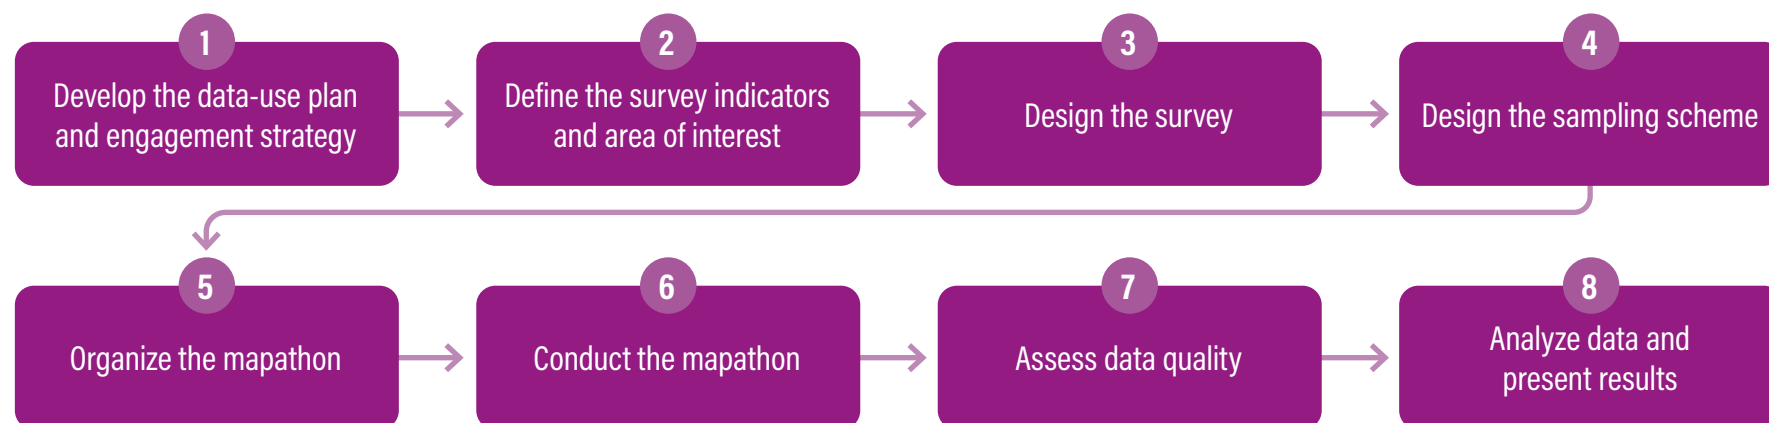 1
Develop the data-use plan
and engagement strategy
2
Define the survey indicators
and area of interest
3
Design the survey
4
Design the sampling scheme
5
Organize the mapathon
6
Conduct the mapathon
7
Assess data quality
8
Analyze data and
present results